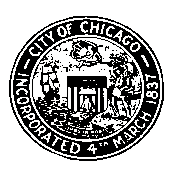 CITY OF CHICAGO
INCORPORATED 4TH MARCH 1837